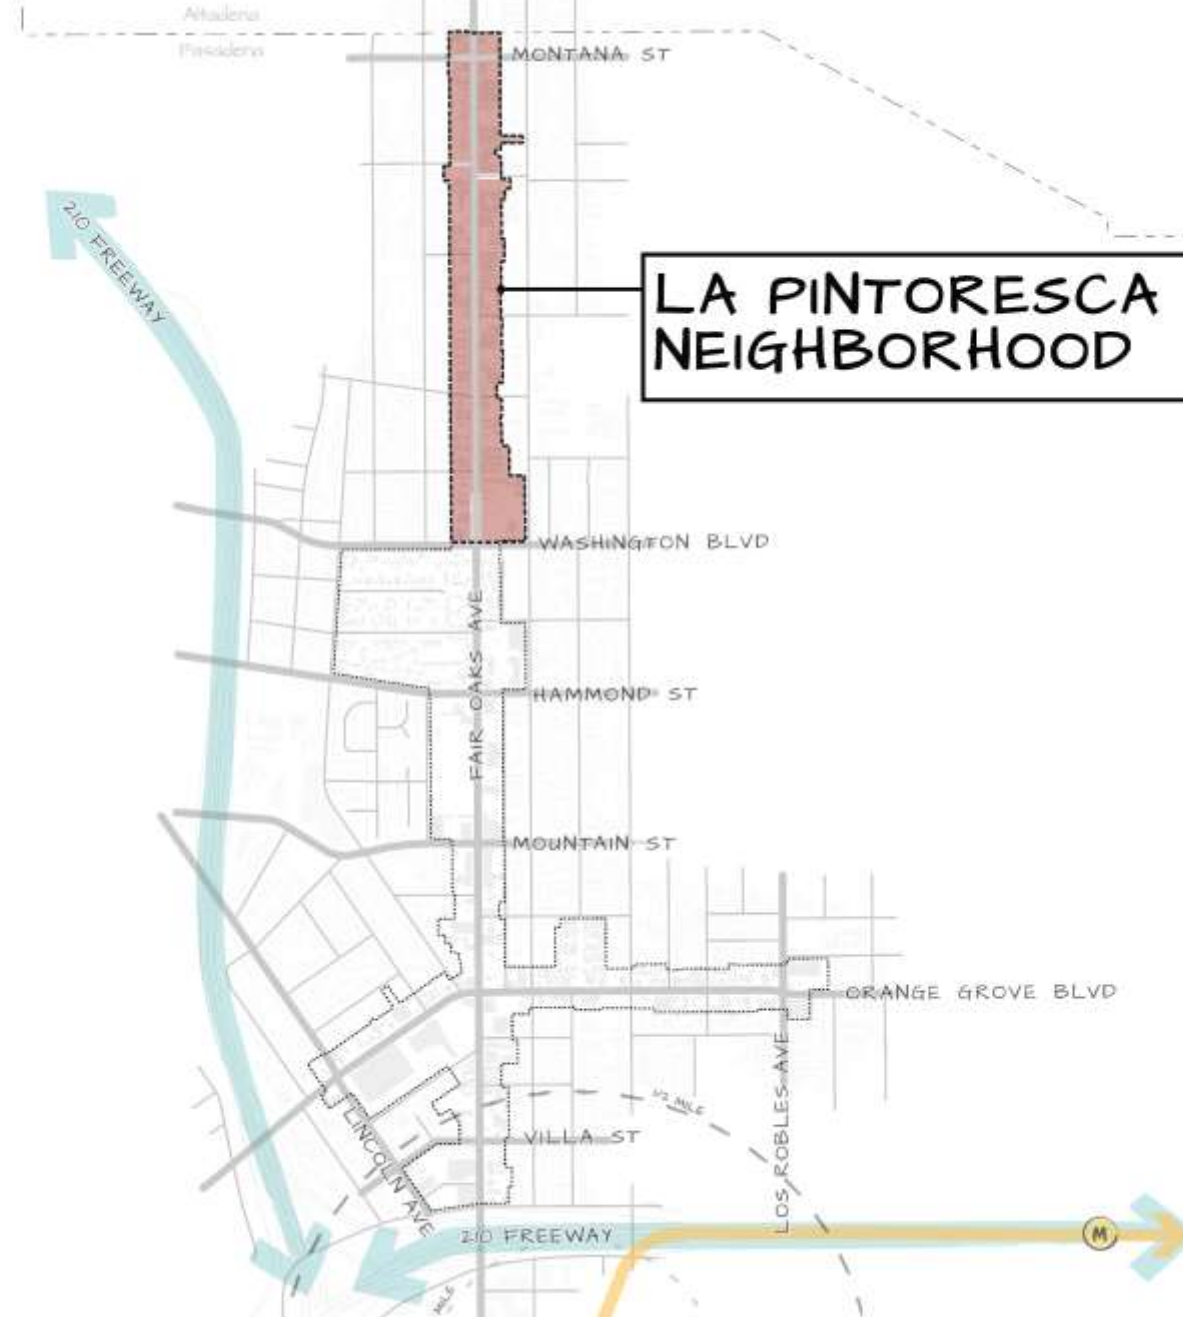 Altadena
Pasadena
MONTANA ST
210 FREEWAY
LA PINTORESCA
NEIGHBORHOOD
WASHINGTON BLVD
FAIR OAKS AVE
HAMMOND ST
MOUNTAIN ST
ORANGE GROVE BLVD
LOS ROBLES AVE
1/2 MILE
LINCOLN AVE
VILLA ST
210 FREEWAY
M
MILE